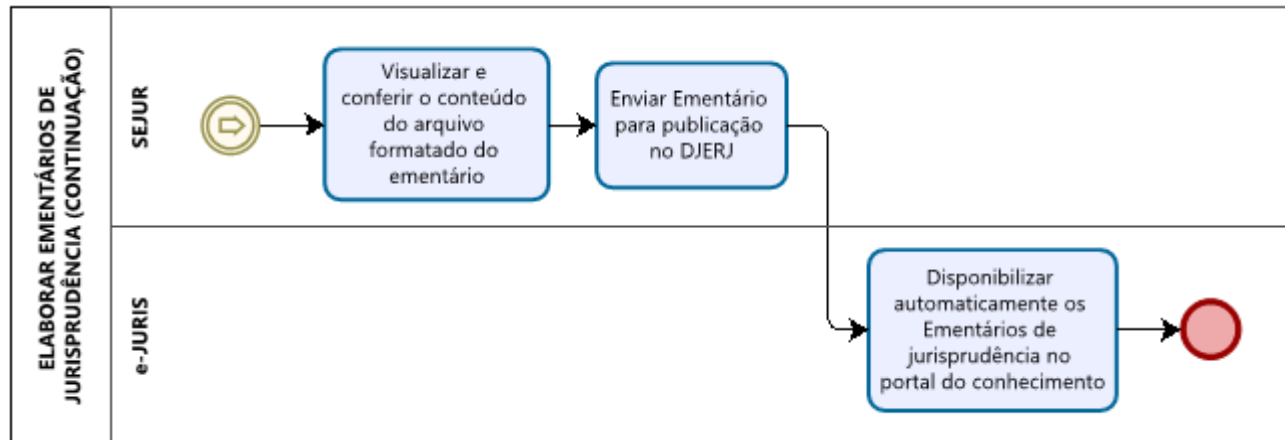 ELABORAR EMENTÁRIOS DE
JURISPRUDÊNCIA (CONTINUAÇÃO)
SEJUR
Visualizar e
conferir o conteúdo
do arquivo
formatado do
ementário
Enviar Ementário
para publicação
no DJERJ
e-JURIS
Disponibilizar
automaticamente os
Ementários de
jurisprudência no
portal do conhecimento